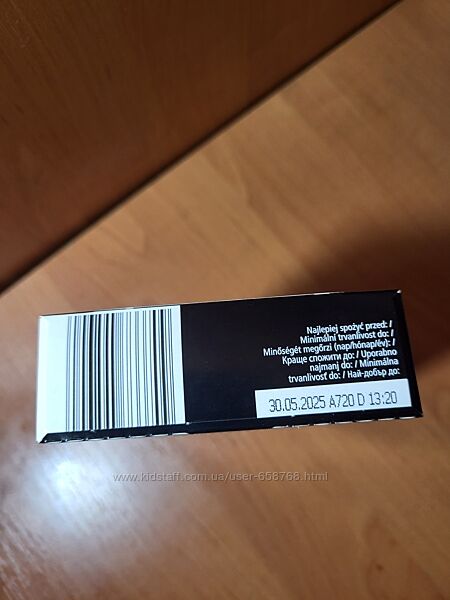 Najlepiej spożyć przed: /
Minimální trvanlivost do: /
Minőségét megőrzi (nap/hónap/év): /
Краще спожити до: / Uporabno
najmanj do: / Minimálna
trvanlivosť do: / Най-добър до:
30.05.2025 A720 D 13:20
www.kidstaff.com.ua/user-658768.html